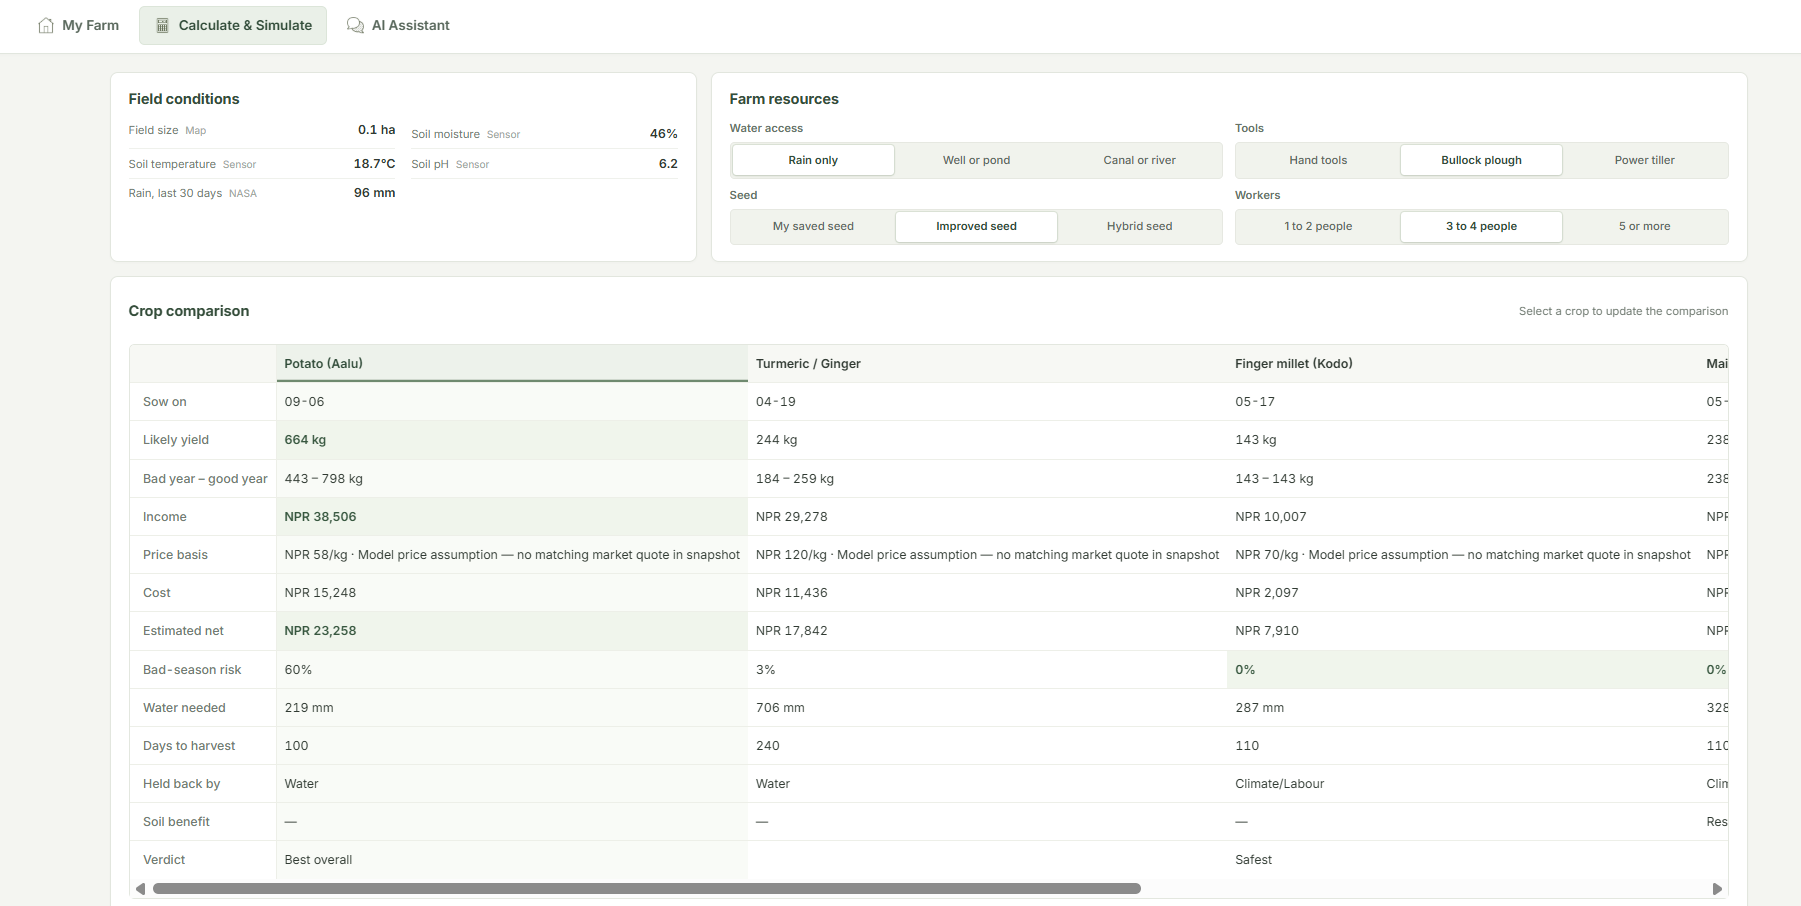 My Farm
Calculate & Simulate
AI Assistant
Field conditions
Field size Map 0.1 ha
Soil moisture Sensor 46%
Soil temperature Sensor 18.7°C
Soil pH Sensor 6.2
Rain, last 30 days NASA 96 mm
Farm resources
Water access
Rain only Well or pond Canal or river
Tools
Hand tools Bullock plough Power tiller
Seed
My saved seed Improved seed Hybrid seed
Workers
1 to 2 people 3 to 4 people 5 or more
Crop comparison
Select a crop to update the comparison
Potato (Aalu) Turmeric / Ginger Finger millet (Kodo) Mai
Sow on 09-06 04-19 05-17 05-
Likely yield 664 kg 244 kg 143 kg 238
Bad year – good year 443 – 798 kg 184 – 259 kg 143 – 143 kg 238
Income NPR 38,506 NPR 29,278 NPR 10,007 NPR
Price basis NPR 58/kg · Model price assumption — no matching market quote in snapshot NPR 120/kg · Model price assumption — no matching market quote in snapshot NPR 70/kg · Model price assumption — no matching market quote in snapshot NPR
Cost NPR 15,248 NPR 11,436 NPR 2,097 NPR
Estimated net NPR 23,258 NPR 17,842 NPR 7,910 NPR
Bad-season risk 60% 3% 0% 0%
Water needed 219 mm 706 mm 287 mm 328
Days to harvest 100 240 110 110
Held back by Water Water Climate/Labour Clim
Soil benefit — — — Res
Verdict Best overall Safest